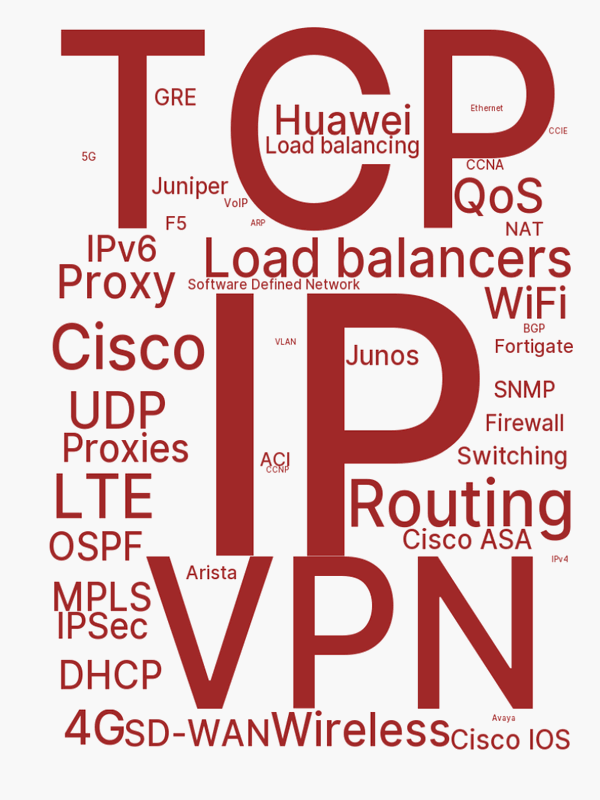 TCP
GRE
Huawei
Ethernet
Load balancing
CCIE
5G
CCNA
Juniper
VoIP
QoS
F5
ARP
NAT
IPv6
Load balancers
Proxy
Software Defined Network
WiFi
IP
BGP
Cisco
VLAN
Junos
Fortigate
SNMP
UDP
Firewall
Proxies
ACI
Switching
CCNP
LTE
Routing
OSPF
Cisco ASA
IPv4
VPN
Arista
MPLS
IPSec
DHCP
4G
SD-WAN
Wireless
Avaya
Cisco IOS